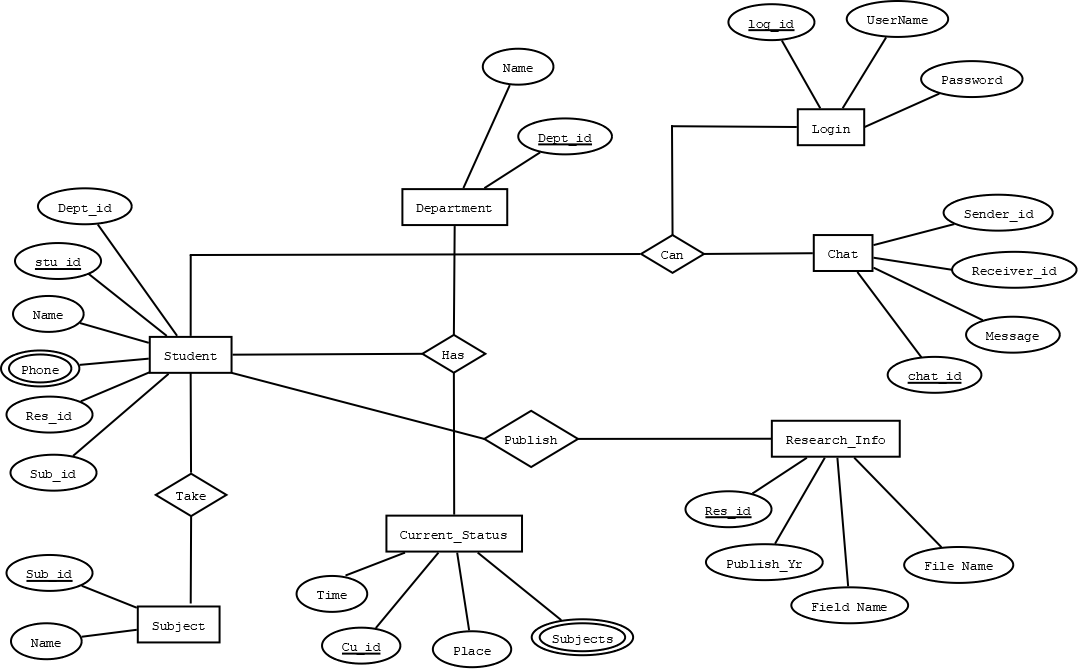 log_id
UserName
Name
Password
Login
Dept_id
Dept_id
Department
Sender_id
stu_id
Can
Chat
Receiver_id
Name
Message
Student
Has
Phone
chat_id
Res_id
Publish
Research_Info
Sub_id
Take
Res_id
Current_Status
Publish_Yr
File Name
Sub_id
Time
Field Name
Subject
Subjects
Name
Cu_id
Place